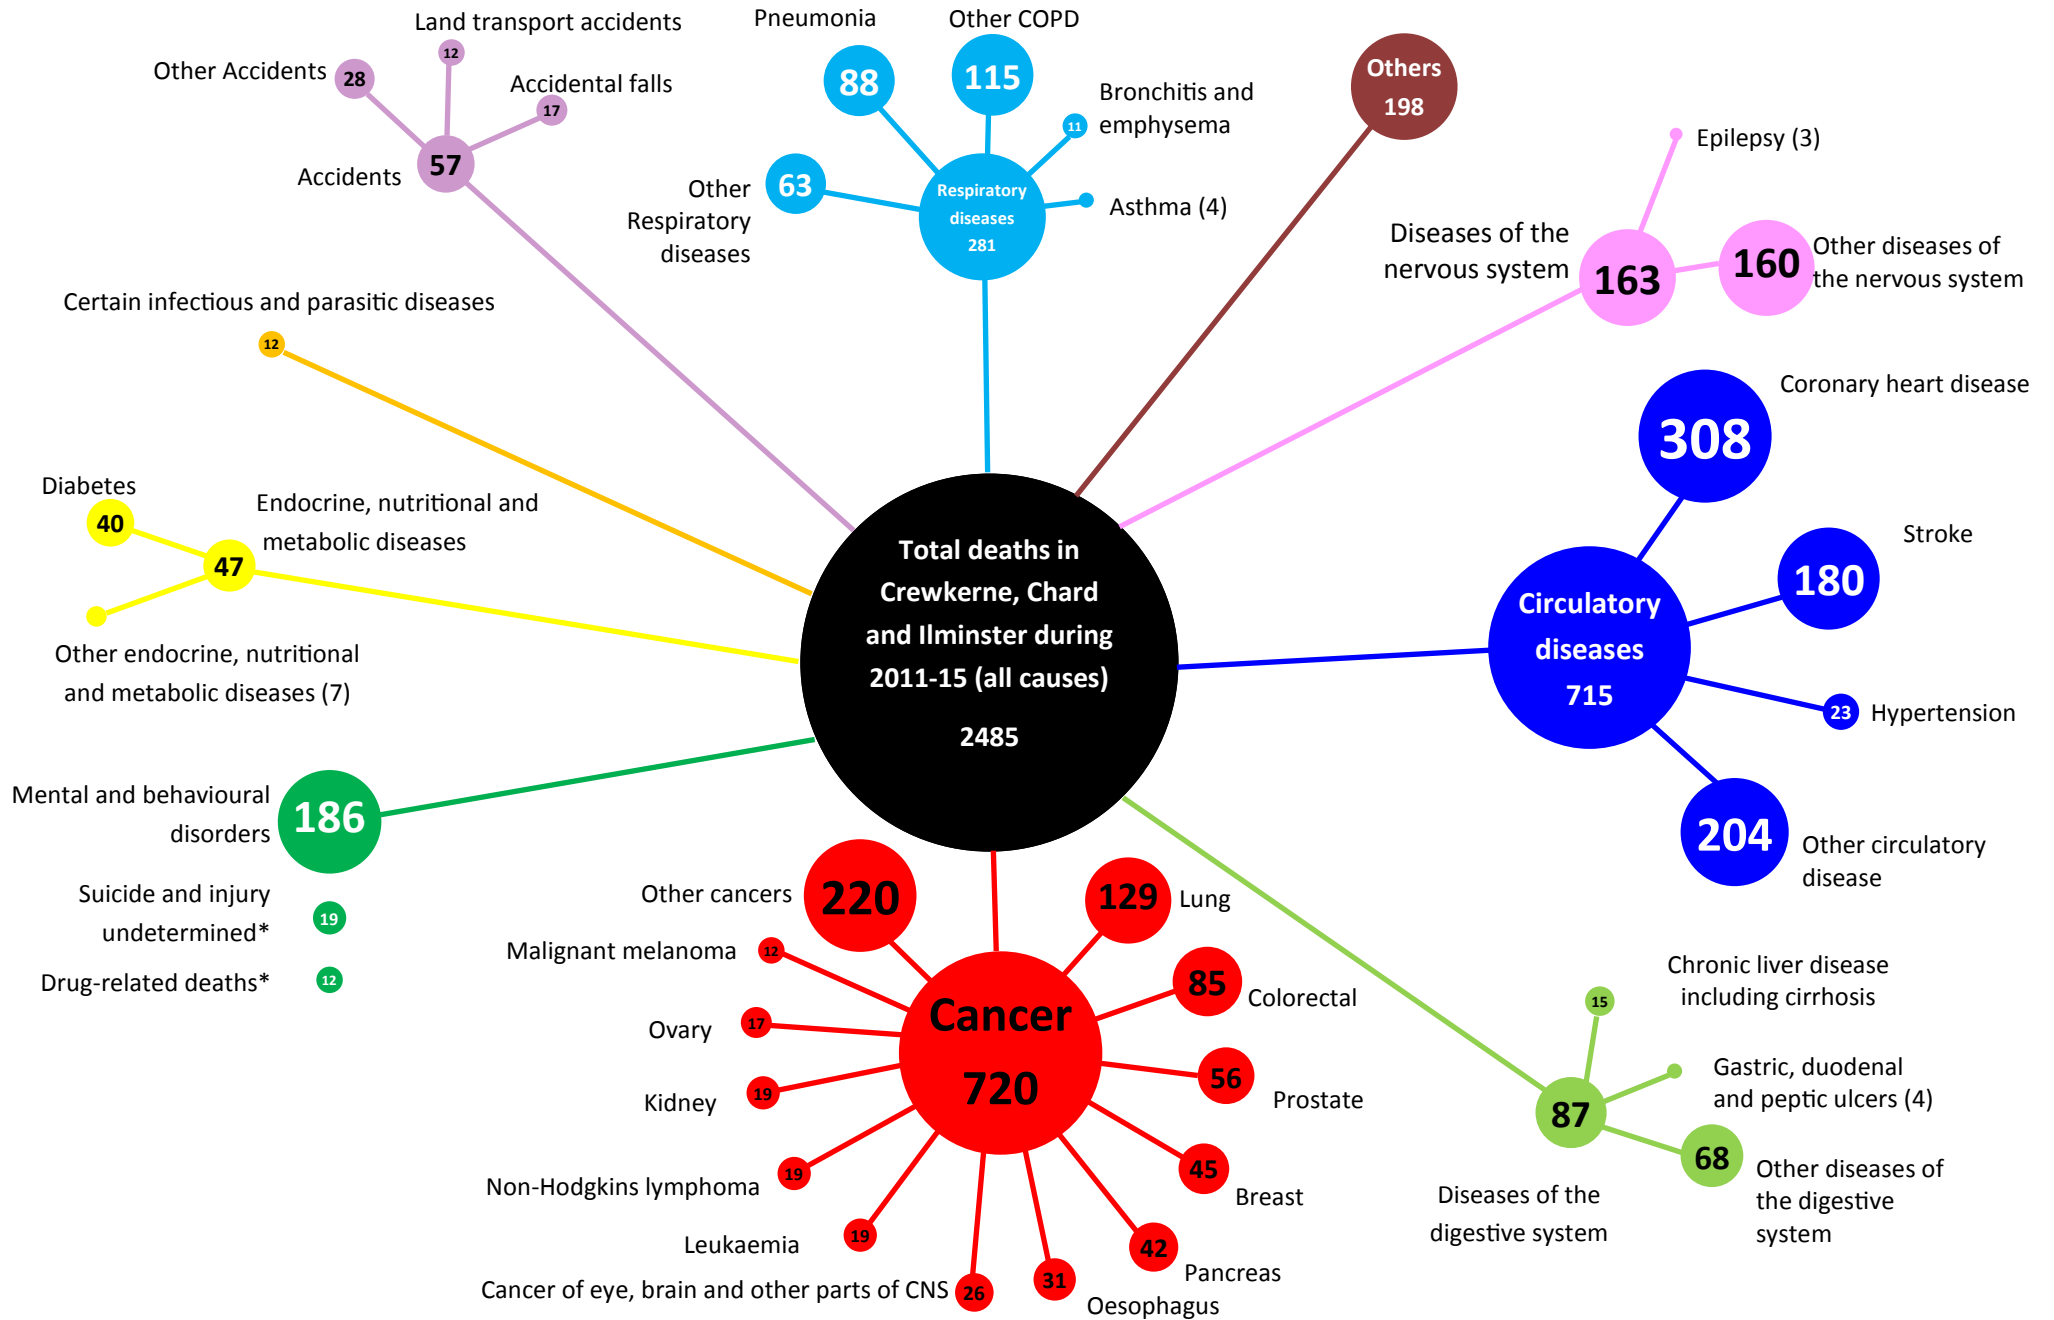 Land transport accidents
12
Other Accidents
28
Accidental falls
17
57
Accidents
Pneumonia
88
Other COPD
115
Bronchitis and
emphysema
11
Other
Respiratory
diseases
63
Respiratory
diseases
281
Asthma (4)
Others
198
Epilepsy (3)
Diseases of the
nervous system
163
160
Other diseases of
the nervous system
Certain infectious and parasitic diseases
12
Diabetes
40
Endocrine, nutritional and
metabolic diseases
47
Other endocrine, nutritional
and metabolic diseases (7)
Total deaths in
Crewkerne, Chard
and Ilminster during
2011-15 (all causes)
2485
Coronary heart disease
308
Stroke
180
Circulatory
diseases
715
23
Hypertension
204
Other circulatory
disease
Mental and behavioural
disorders
186
Suicide and injury
undetermined*
19
Drug-related deaths*
12
Other cancers
220
129
Lung
Malignant melanoma
12
85
Colorectal
Ovary
17
Cancer
720
56
Prostate
Kidney
19
45
Breast
Non-Hodgkins lymphoma
19
Leukaemia
19
42
Pancreas
Cancer of eye, brain and other parts of CNS
26
31
Oesophagus
Chronic liver disease
including cirrhosis
15
Gastric, duodenal
and peptic ulcers (4)
87
68
Other diseases of
the digestive
system
Diseases of the
digestive system